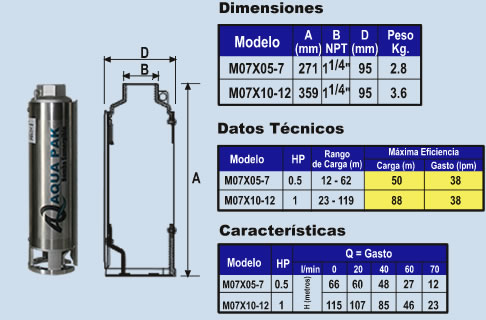 Dimensiones
Modelo A (mm) B NPT D (mm) Peso Kg.
M07X05-7 271 1 1/4" 95 2.8
M07X10-12 359 1 1/4" 95 3.6
D
B
A
AQUA PAK
Datos Técnicos
Modelo HP Rango de Carga (m) Máxima Eficiencia
Carga (m) Gasto (lpm)
M07X05-7 0.5 12 - 62 50 38
M07X10-12 1 23 - 119 88 38
Características
Modelo HP Q = Gasto
l/min 0 20 40 60 70
M07X05-7 0.5 H (metros) 66 60 48 27 12
M07X10-12 1 115 107 85 46 23